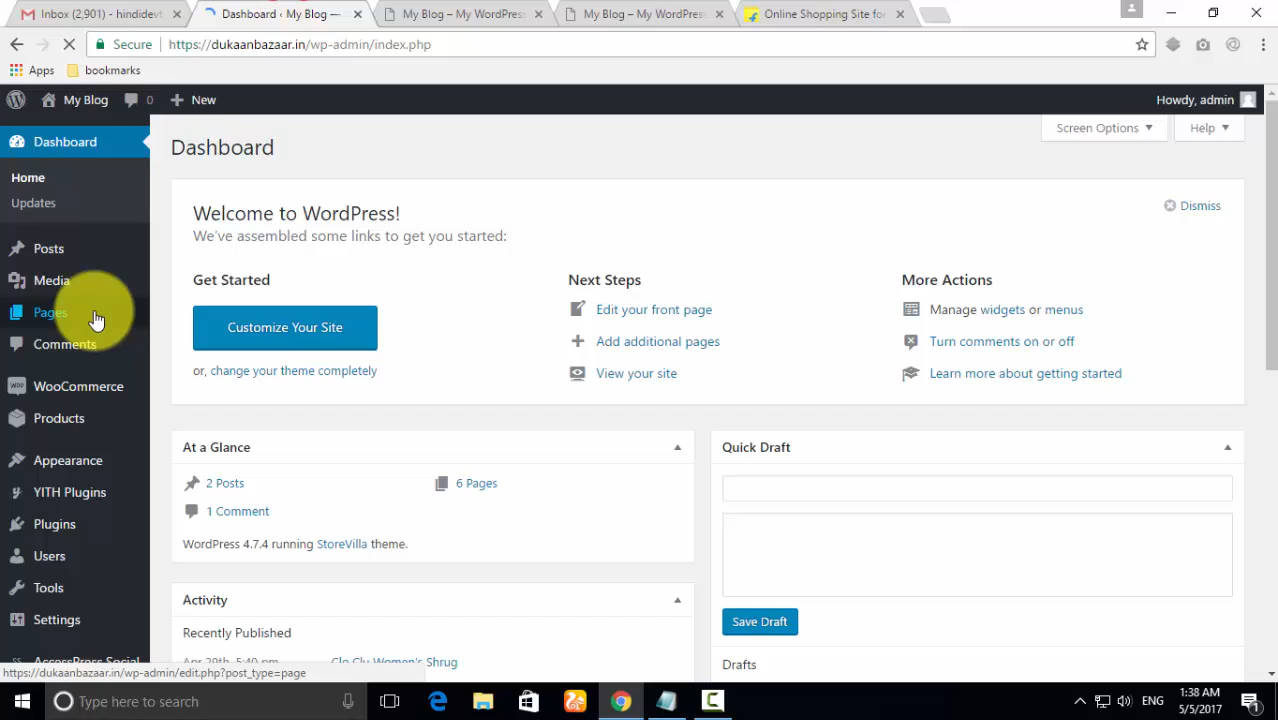 Inbox (2,901) - hindidevt
Dashboard ‹ My Blog —
My Blog – My WordPress
My Blog – My WordPress
Online Shopping Site for
Secure
https://dukaanbazaar.in/wp-admin/index.php
Apps
bookmarks
My Blog
0
New
Howdy, admin
Dashboard
Home
Updates
Posts
Media
Pages
Comments
WooCommerce
Products
Appearance
YITH Plugins
Plugins
Users
Tools
Settings
AccessPress Social
Dashboard
Screen Options
Help
Welcome to WordPress!
We've assembled some links to get you started:
Dismiss
Get Started
Customize Your Site
or, change your theme completely
Next Steps
Edit your front page
Add additional pages
View your site
More Actions
Manage widgets or menus
Turn comments on or off
Learn more about getting started
At a Glance
2 Posts
6 Pages
1 Comment
WordPress 4.7.4 running StoreVilla theme.
Activity
Recently Published
Apr 29th, 5:40 pm
Clo Clu Women's Shrug
Quick Draft
Save Draft
Drafts
https://dukaanbazaar.in/wp-admin/edit.php?post_type=page
Type here to search
ENG
1:38 AM
5/5/2017
1